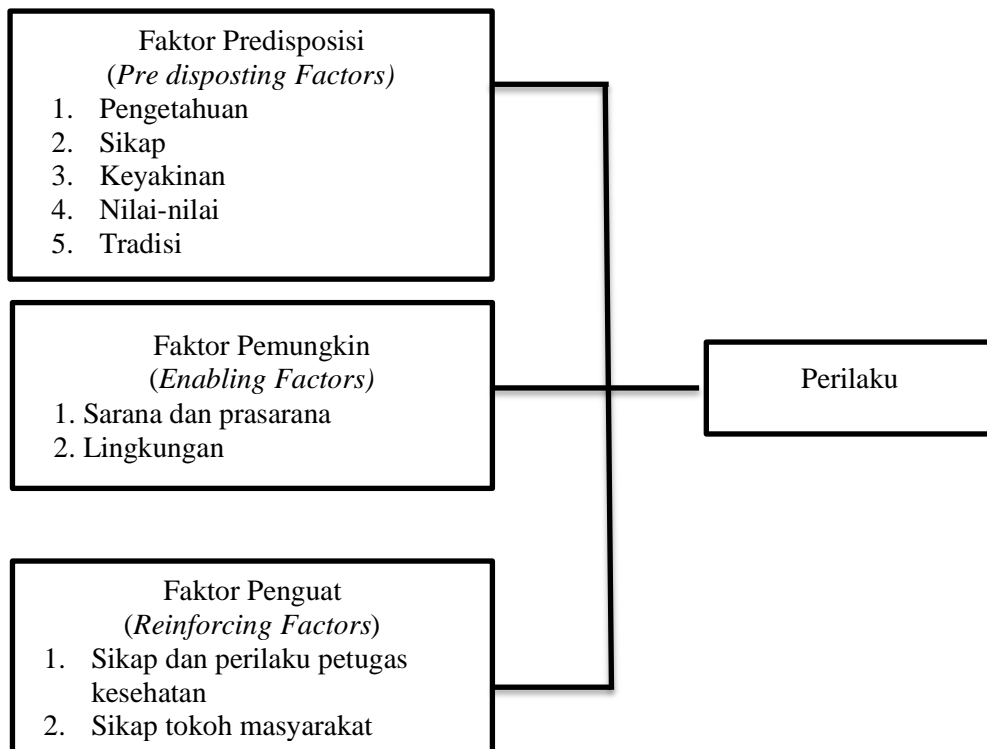 Faktor Predisposisi
(Pre disposting Factors)
1. Pengetahuan
2. Sikap
3. Keyakinan
4. Nilai-nilai
5. Tradisi
Faktor Pemungkin
(Enabling Factors)
1. Sarana dan prasarana
2. Lingkungan
Perilaku
Faktor Penguat
(Reinforcing Factors)
1. Sikap dan perilaku petugas
kesehatan
2. Sikap tokoh masyarakat